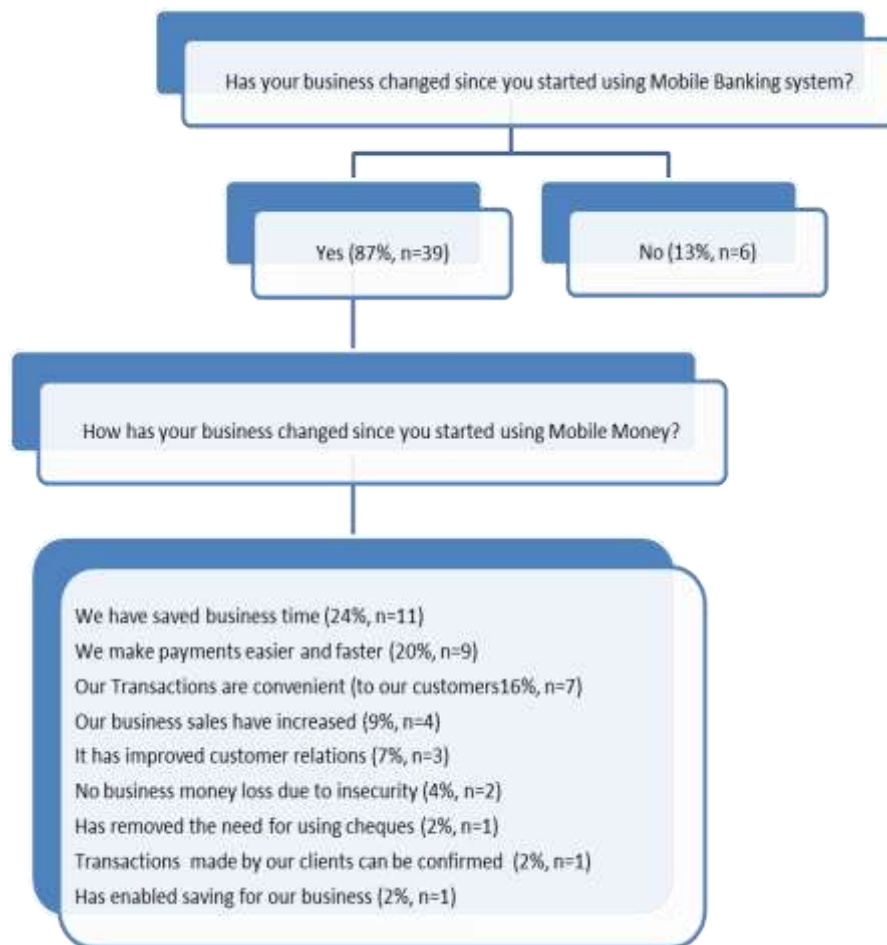 Has your business changed since you started using Mobile Banking system?
Yes (87%, n=39)
No (13%, n=6)
How has your business changed since you started using Mobile Money?
We have saved business time (24%, n=11)
We make payments easier and faster (20%, n=9)
Our Transactions are convenient (to our customers16%, n=7)
Our business sales have increased (9%, n=4)
It has improved customer relations (7%, n=3)
No business money loss due to insecurity (4%, n=2)
Has removed the need for using cheques (2%, n=1)
Transactions made by our clients can be confirmed (2%, n=1)
Has enabled saving for our business (2%, n=1)